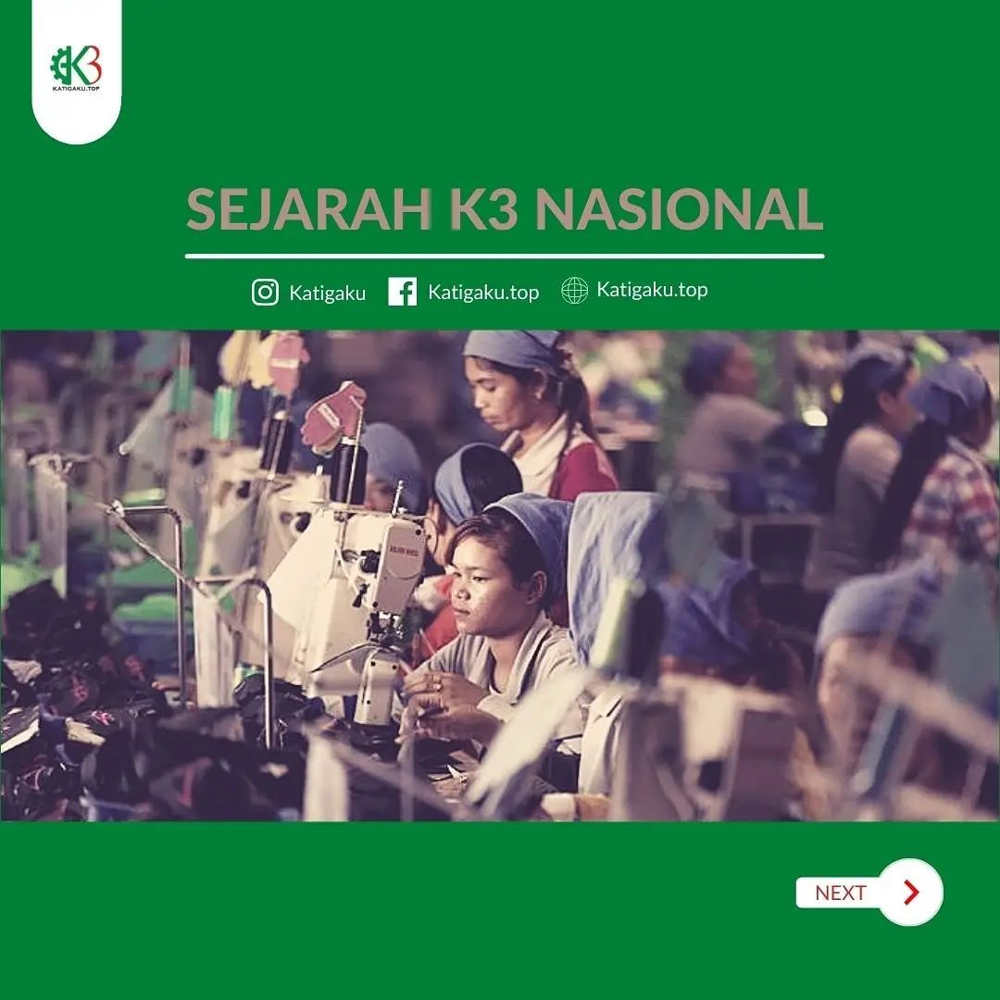 K3
KATIGAKU.TOP
SEJARAH K3 NASIONAL
Katigaku
Katigaku.top
Katigaku.top
NEXT